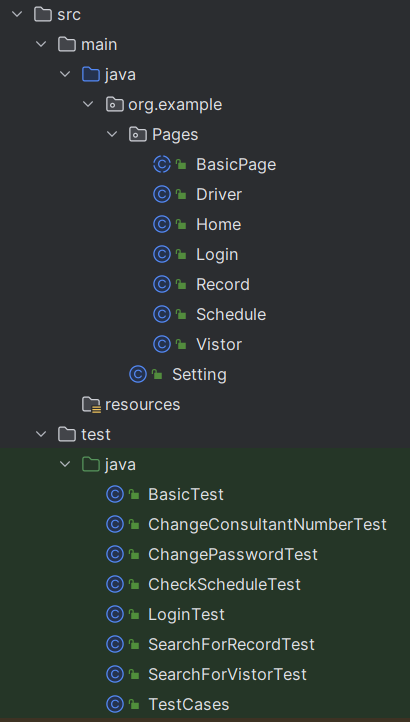 src
main
java
org.example
Pages
BasicPage
Driver
Home
Login
Record
Schedule
Vistor
Setting
resources
test
java
BasicTest
ChangeConsultantNumberTest
ChangePasswordTest
CheckScheduleTest
LoginTest
SearchForRecordTest
SearchForVistorTest
TestCases